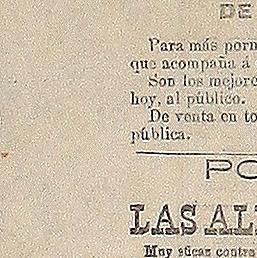 DE
Para más porm
que acompaña á
Son los mejore
hoy, al público.
De venta en to
pública.
PO
LAS ALI
Muy eficaz contra